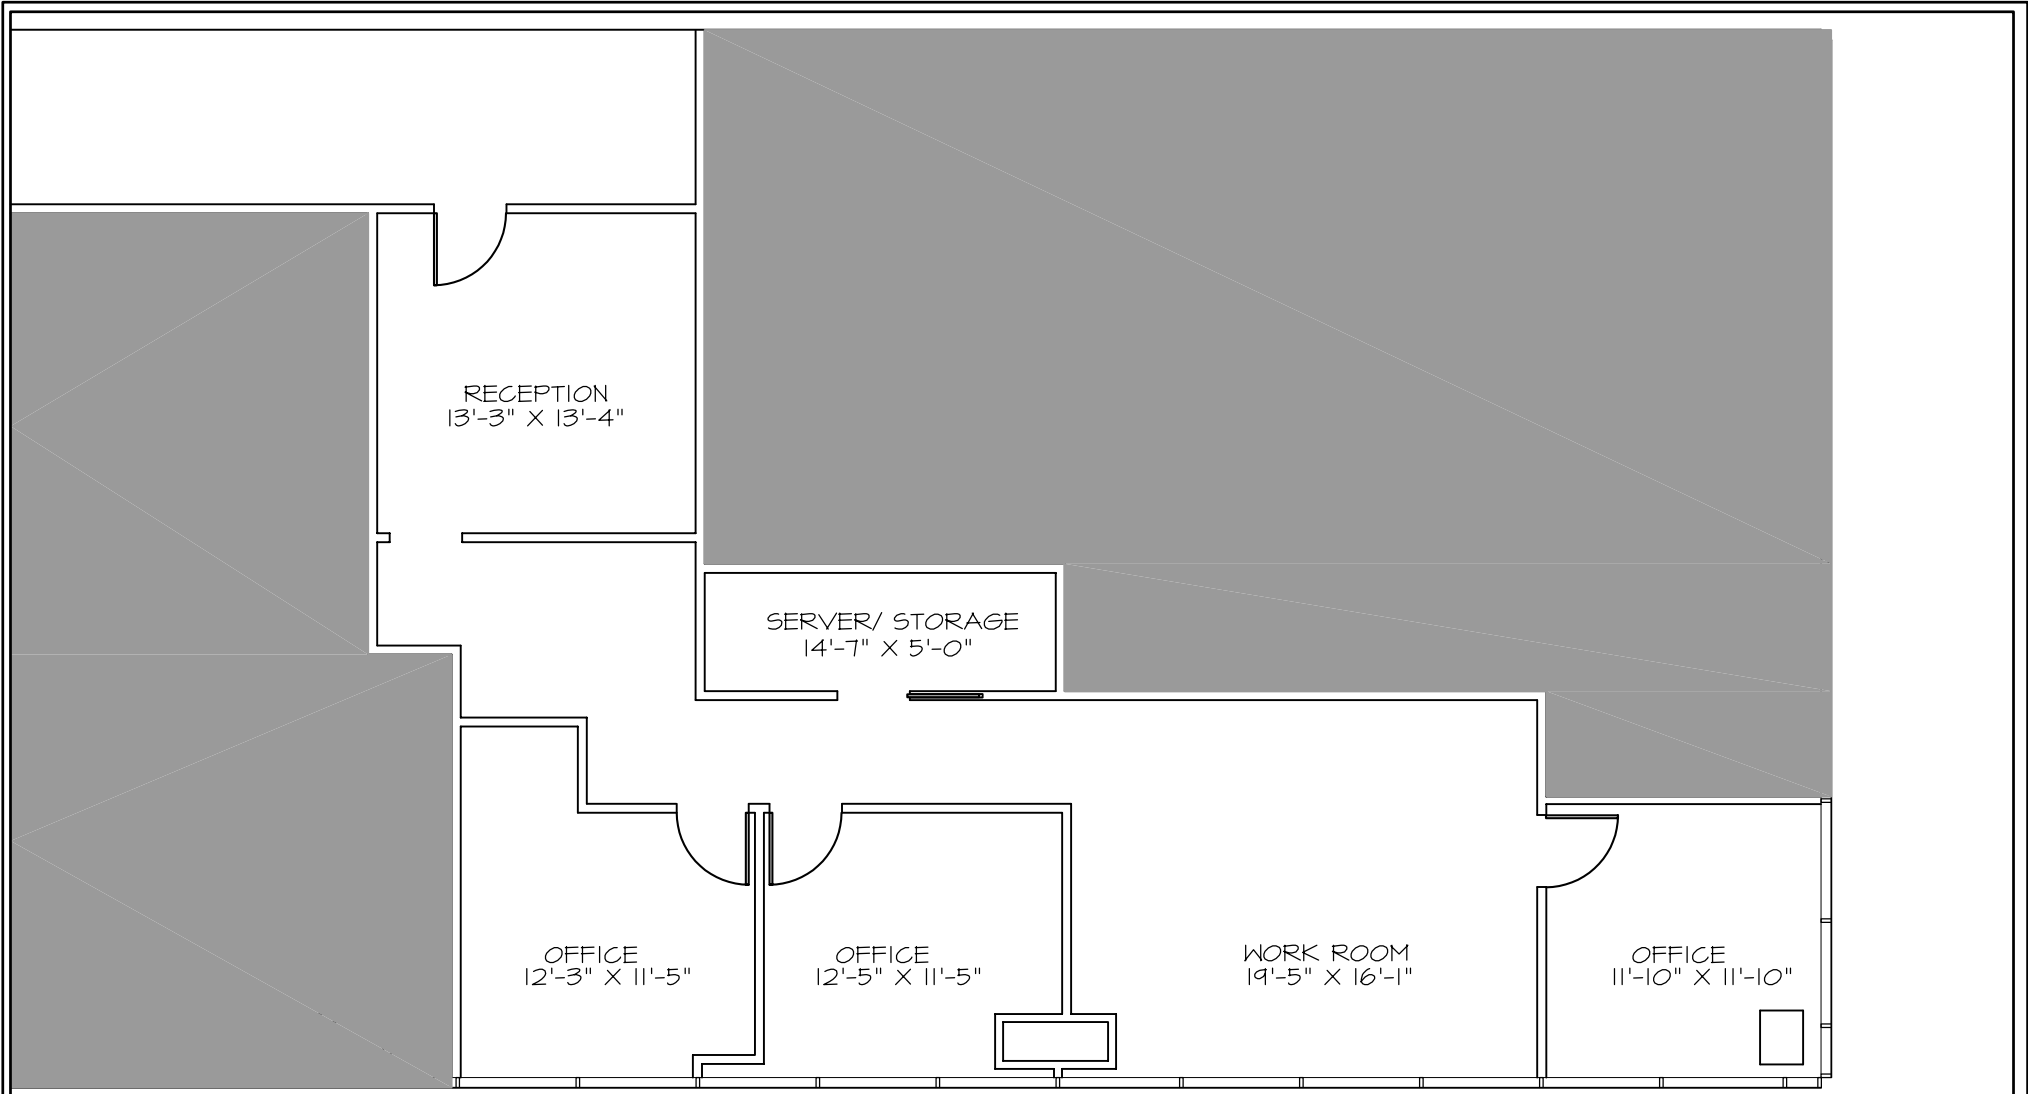 RECEPTION
13'-3" X 13'-4"
SERVER/ STORAGE
14'-7" X 5'-0"
OFFICE
12'-3" X 11'-5"
OFFICE
12'-5" X 11'-5"
WORK ROOM
19'-5" X 16'-1"
OFFICE
11'-10" X 11'-10"